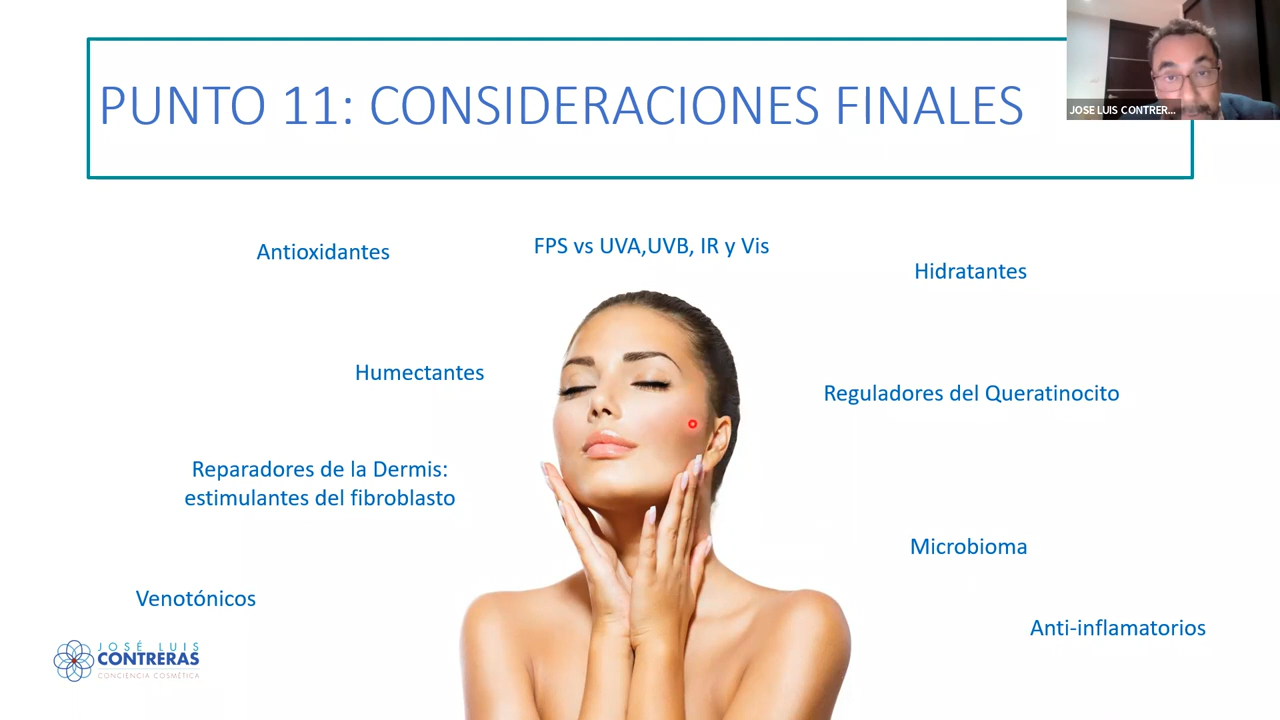 PUNTO 11: CONSIDERACIONES FINALES
JOSE LUIS CONTRER...
Antioxidantes
FPS vs UVA,UVB, IR y Vis
Hidratantes
Humectantes
Reguladores del Queratinocito
Reparadores de la Dermis:
estimulantes del fibroblasto
Microbioma
Venotónicos
Anti-inflamatorios
JOSÉ LUIS
CONTRERAS
CONCIENCIA COSMÉTICA